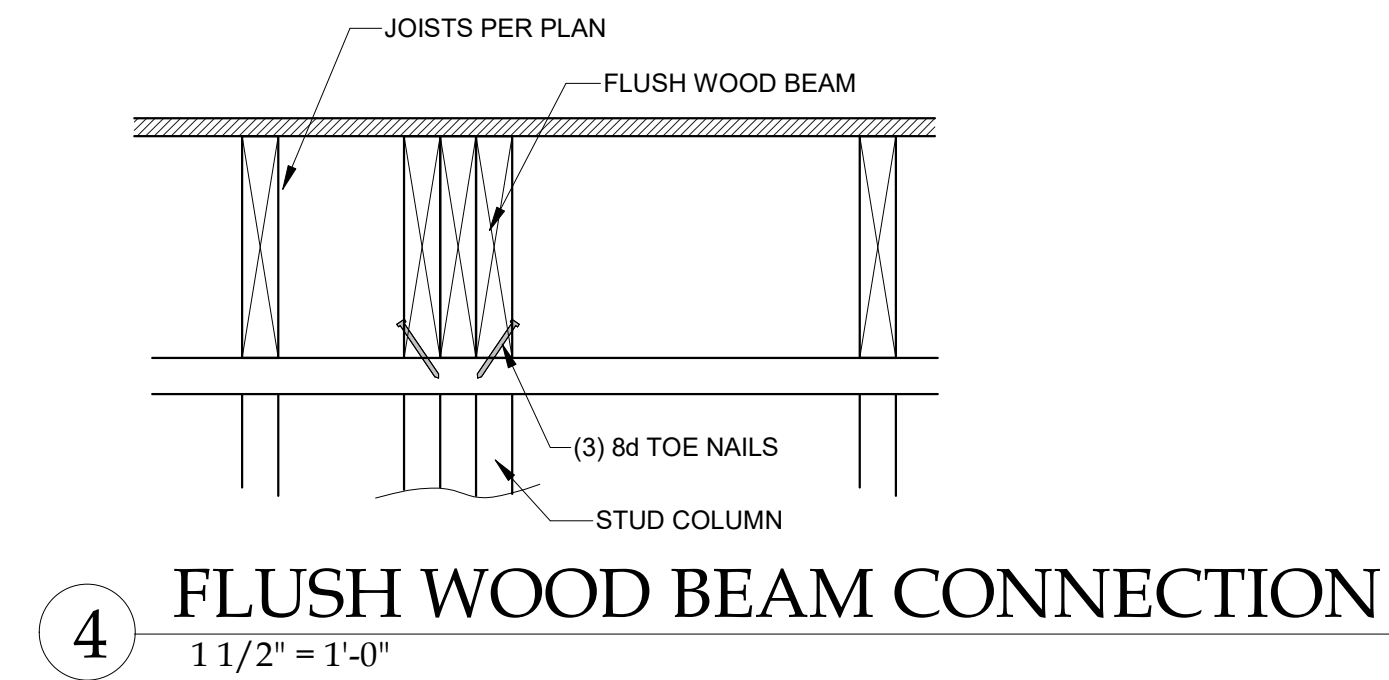 JOISTS PER PLAN
FLUSH WOOD BEAM
(3) 8d TOE NAILS
STUD COLUMN
4
FLUSH WOOD BEAM CONNECTION
1 1/2" = 1'-0"